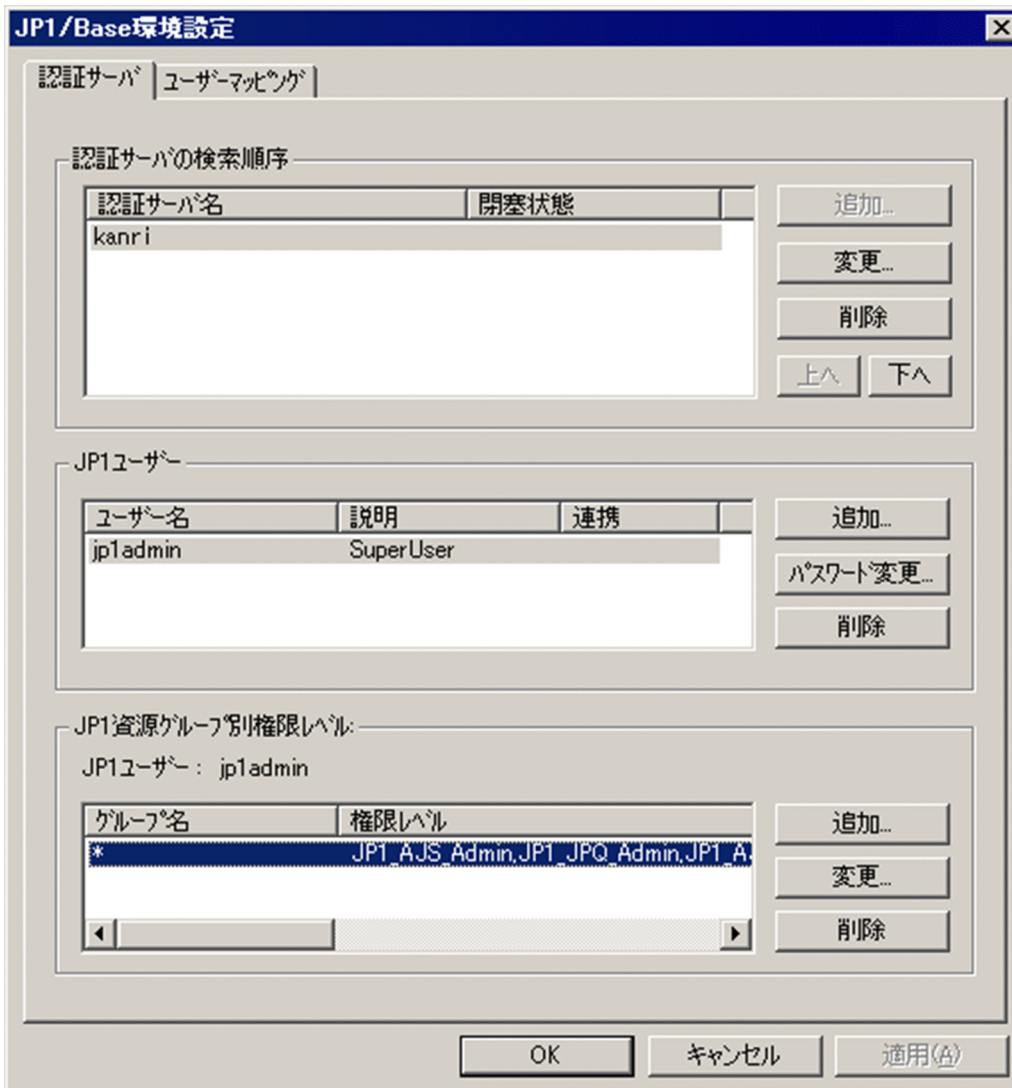 JP1/Base環境設定
認証サーバ ユーザーマッピング
認証サーバの検索順序
認証サーバ名 閉塞状態
kanri
追加...
変更...
削除
上へ 下へ
JP1ユーザー
ユーザー名 説明 連携
jp1admin SuperUser
追加...
パスワード変更...
削除
JP1資源グループ別権限レベル:
JP1ユーザー : jp1admin
グループ名 権限レベル
* JP1_AJS_Admin,JP1_JPQ_Admin,JP1_A
追加...
変更...
削除
OK キャンセル 適用(A)